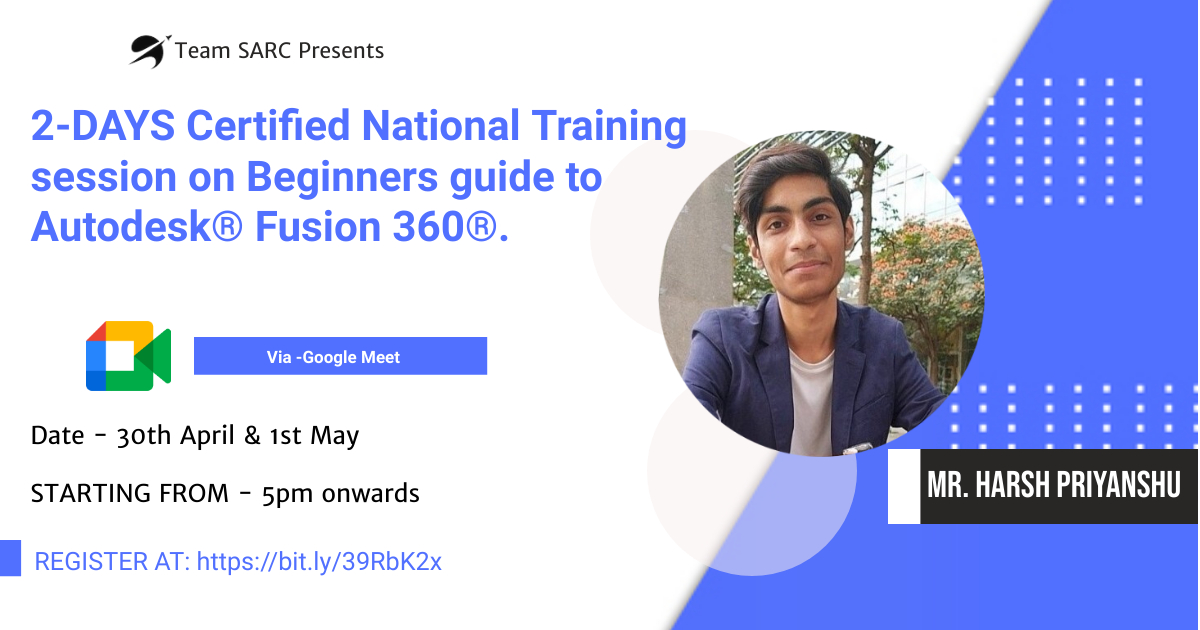 Team SARC Presents
2-DAYS Certified National Training
session on Beginners guide to
Autodesk® Fusion 360®.
Via -Google Meet
Date - 30th April & 1st May
STARTING FROM - 5pm onwards
MR. HARSH PRIYANSHU
REGISTER AT: https://bit.ly/39RbK2x